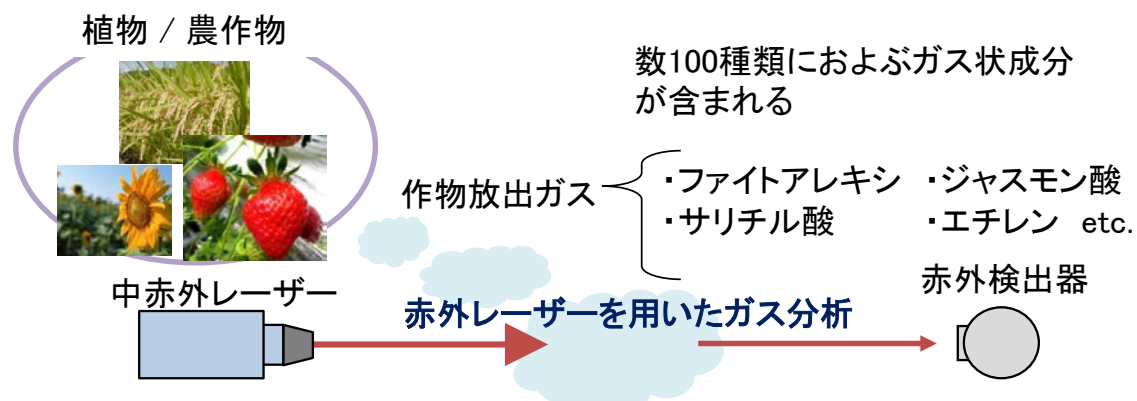 植物 / 農作物
数100種類におよぶガス状成分
が含まれる
作物放出ガス
・ファイトアレキシ ・ジャスモン酸
・サリチル酸 ・エチレン etc.
中赤外レーザー
赤外レーザーを用いたガス分析
赤外検出器